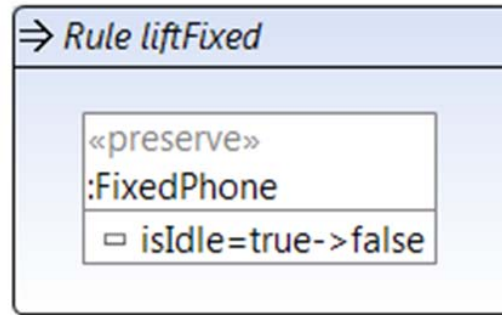 ⇒ Rule liftFixed
«preserve»
:FixedPhone
isIdle=true->false